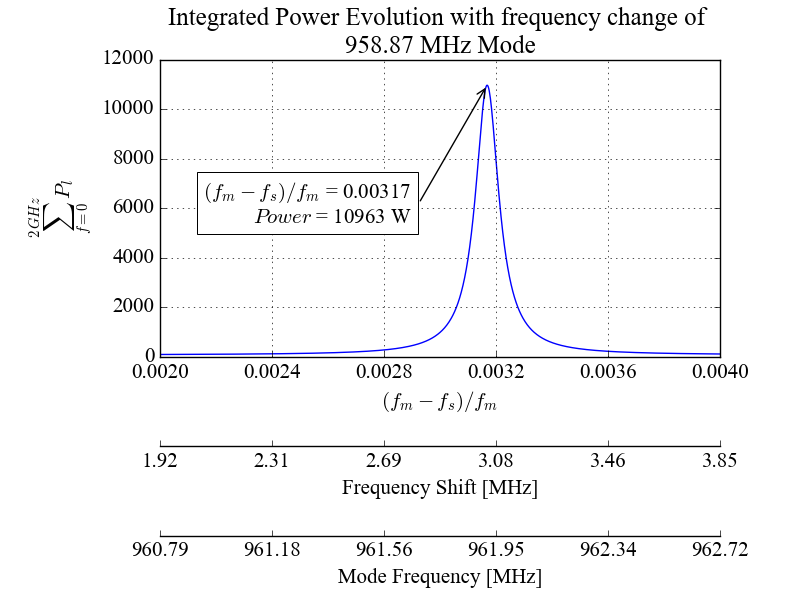 Integrated Power Evolution with frequency change of
958.87 MHz Mode
12000
10000
8000
6000
4000
2000
0
2GHz
∑ P_l
f=0
(f_m − f_s)/f_m = 0.00317
Power = 10963 W
0.0020 0.0024 0.0028 0.0032 0.0036 0.0040
(f_m − f_s)/f_m
1.92 2.31 2.69 3.08 3.46 3.85
Frequency Shift [MHz]
960.79 961.18 961.56 961.95 962.34 962.72
Mode Frequency [MHz]